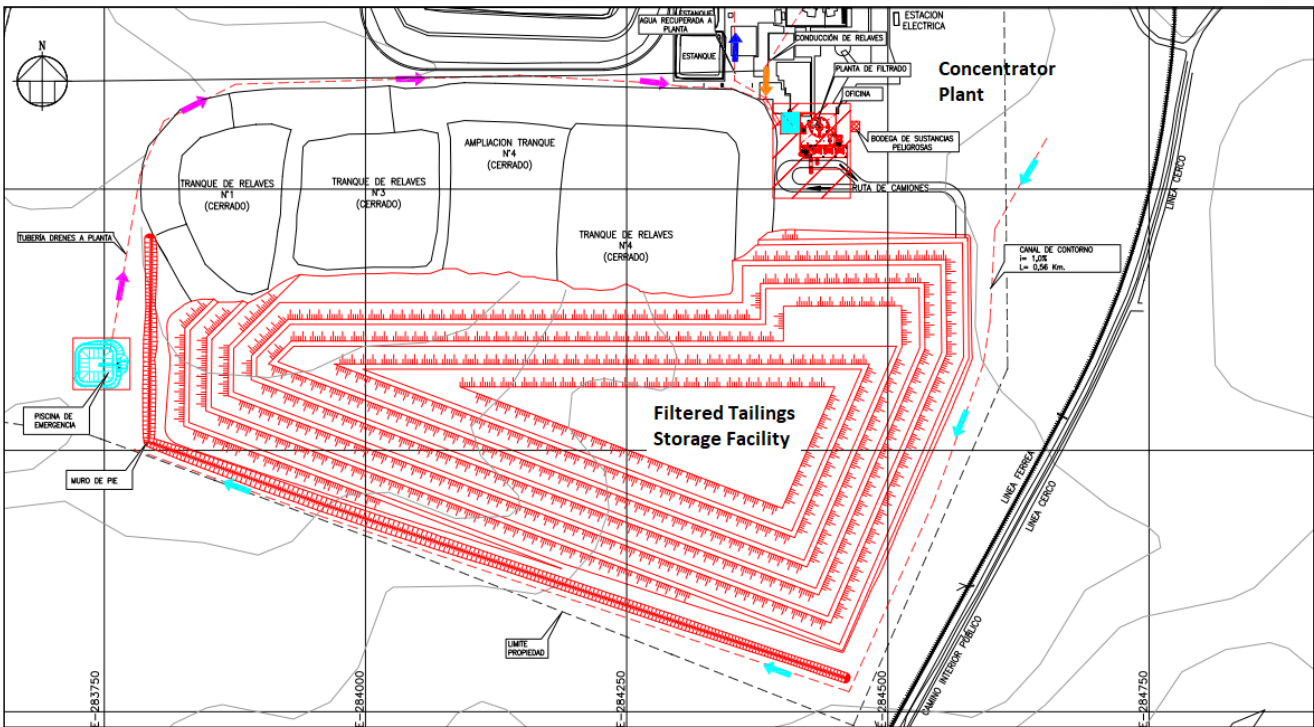 ESTANQUE
AGUA RECUPERADA A
PLANTA
ESTACION
ELECTRICA
CONDUCCIÓN DE RELAVES
ESTANQUE
PLANTA DE FILTRADO
OFICINA
Concentrator
Plant
N
BODEGA DE SUSTANCIAS
PELIGROSAS
AMPLIACION TRANQUE
N°4
(CERRADO)
TRANQUE DE RELAVES
N°1
(CERRADO)
TRANQUE DE RELAVES
N°3
(CERRADO)
RUTA DE CAMIONES
LINEA CERCO
TUBERÍA DRENES A PLANTA
TRANQUE DE RELAVES
N°4
(CERRADO)
CANAL DE CONTORNO
i= 1,0%
L= 0,56 Km.
PISCINA DE
EMERGENCIA
Filtered Tailings
Storage Facility
MURO DE PIE
LINEA FERREA
LINEA CERCO
LIMITE
PROPIEDAD
CAMINO INTERIOR PÚBLICO
E-283750
E-284000
E-284250
E-284500
E-284750